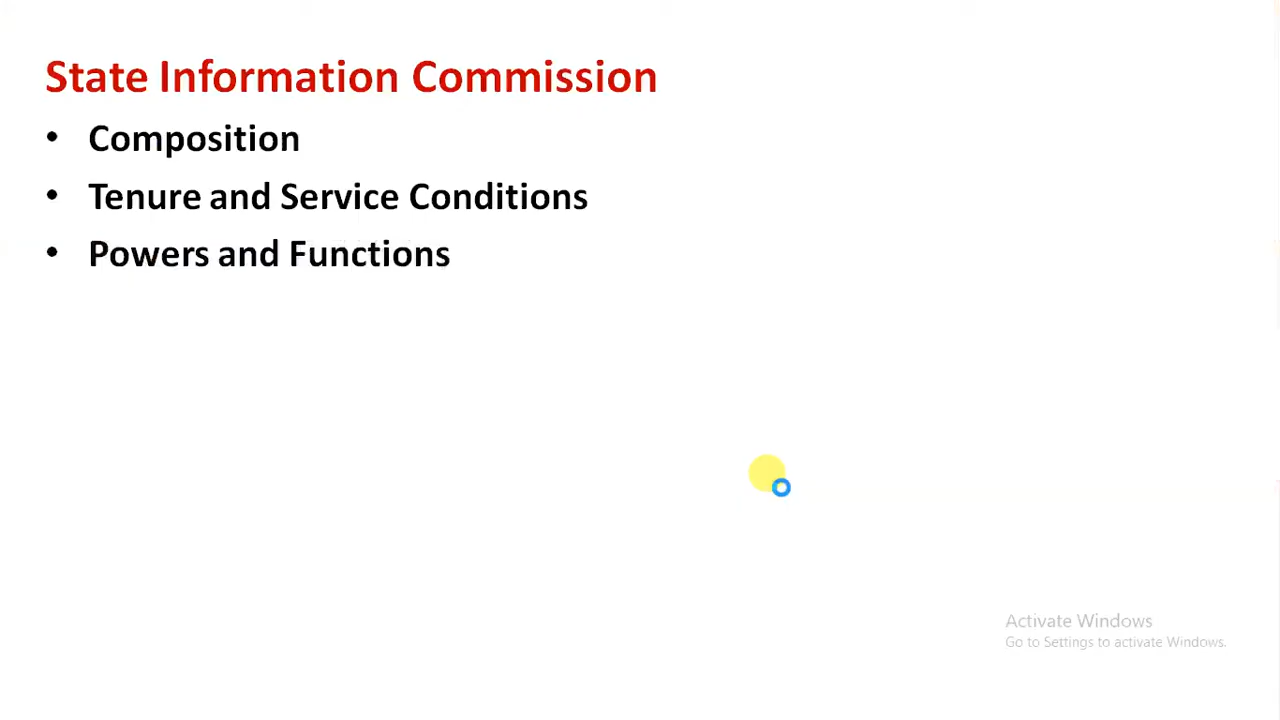 State Information Commission
• Composition
• Tenure and Service Conditions
• Powers and Functions
Activate Windows
Go to Settings to activate Windows.